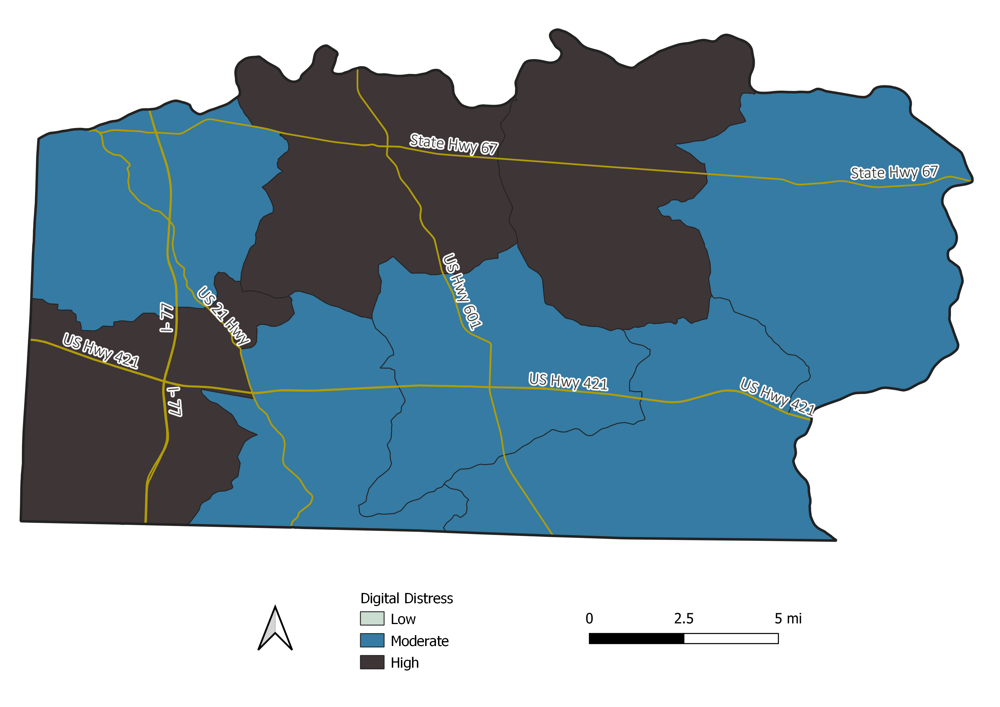 State Hwy 67
State Hwy 67
US Hwy 601
US 21 Hwy
I- 77
US Hwy 421
US Hwy 421
US Hwy 421
I- 77
Digital Distress
Low
Moderate
High
0 2.5 5 mi